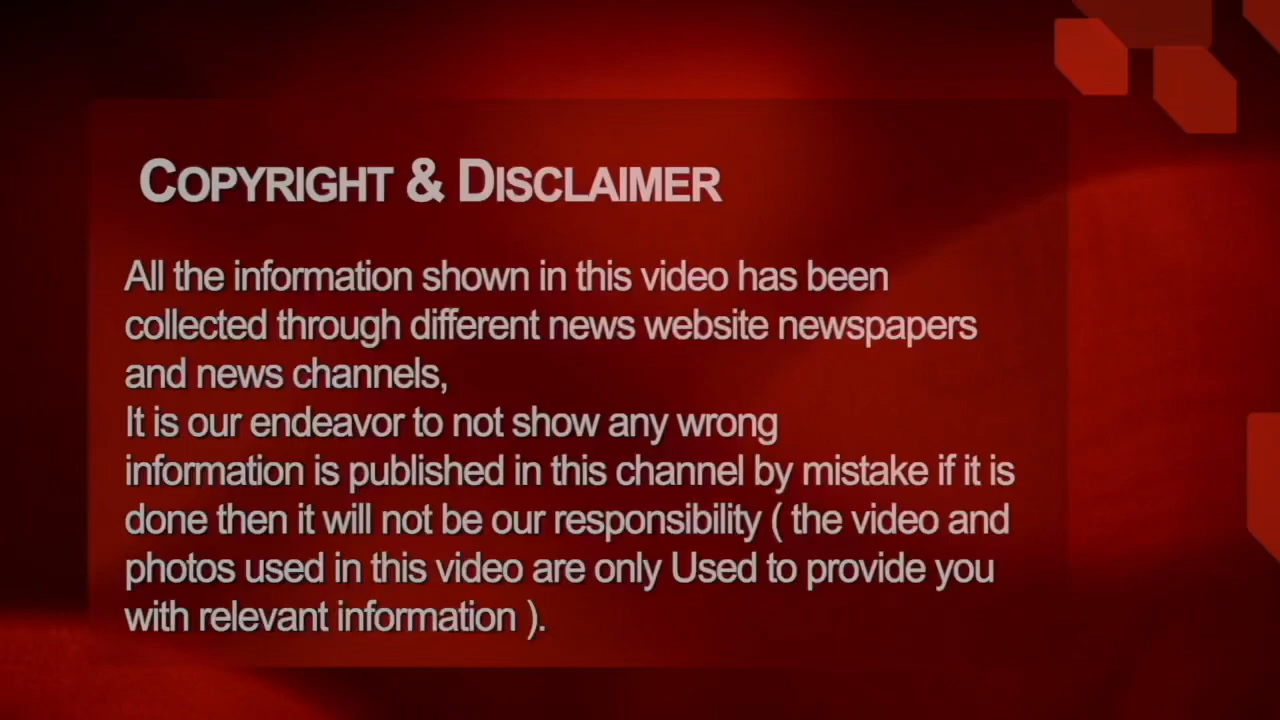 COPYRIGHT & DISCLAIMER
All the information shown in this video has been
collected through different news website newspapers
and news channels,
It is our endeavor to not show any wrong
information is published in this channel by mistake if it is
done then it will not be our responsibility ( the video and
photos used in this video are only Used to provide you
with relevant information ).